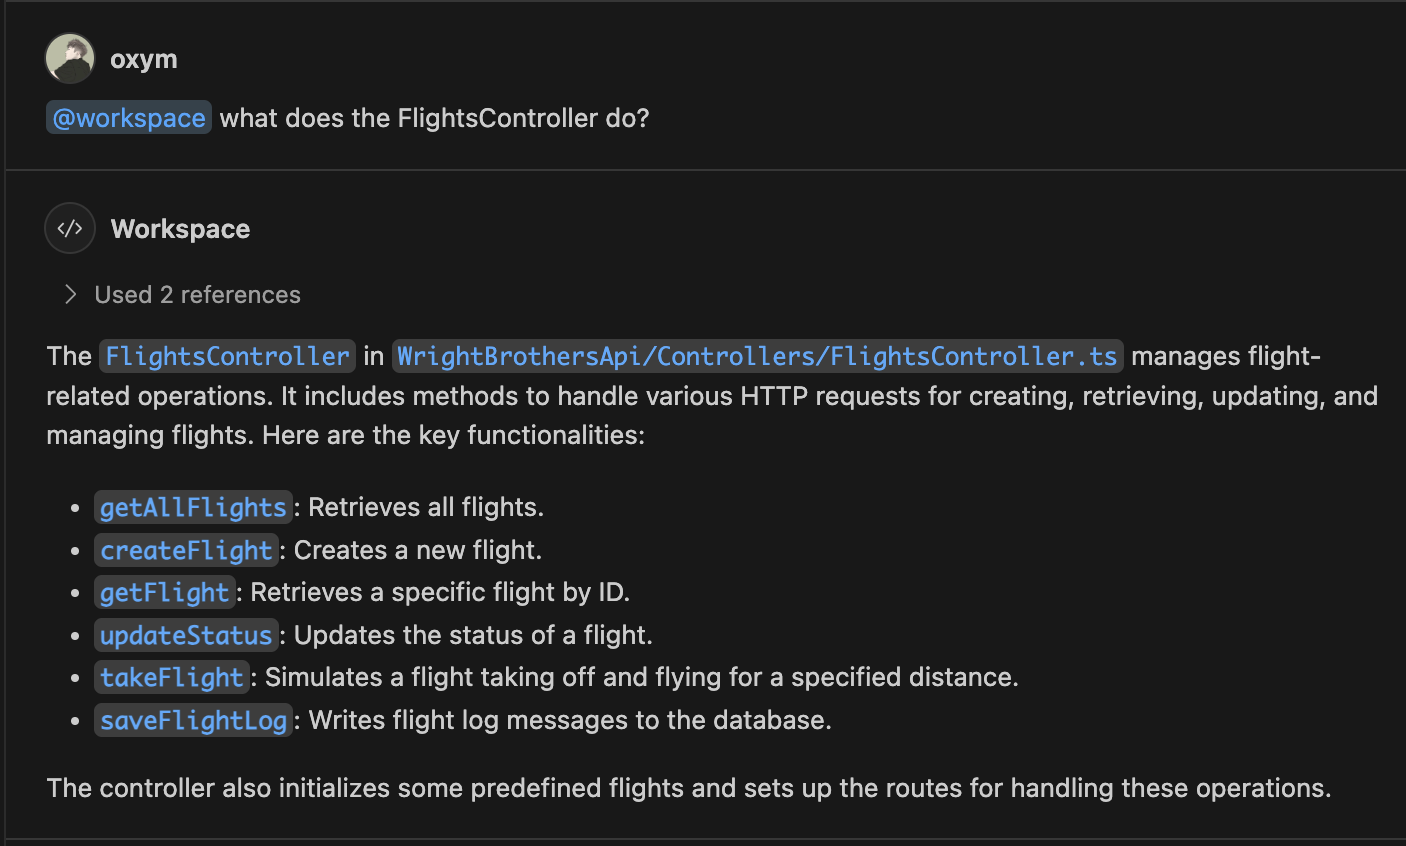 oxym
@workspace what does the FlightsController do?
</> Workspace
Used 2 references
The FlightsController in WrightBrothersApi/Controllers/FlightsController.ts manages flight-
related operations. It includes methods to handle various HTTP requests for creating, retrieving, updating, and
managing flights. Here are the key functionalities:
• getAllFlights: Retrieves all flights.
• createFlight: Creates a new flight.
• getFlight: Retrieves a specific flight by ID.
• updateStatus: Updates the status of a flight.
• takeFlight: Simulates a flight taking off and flying for a specified distance.
• saveFlightLog: Writes flight log messages to the database.
The controller also initializes some predefined flights and sets up the routes for handling these operations.